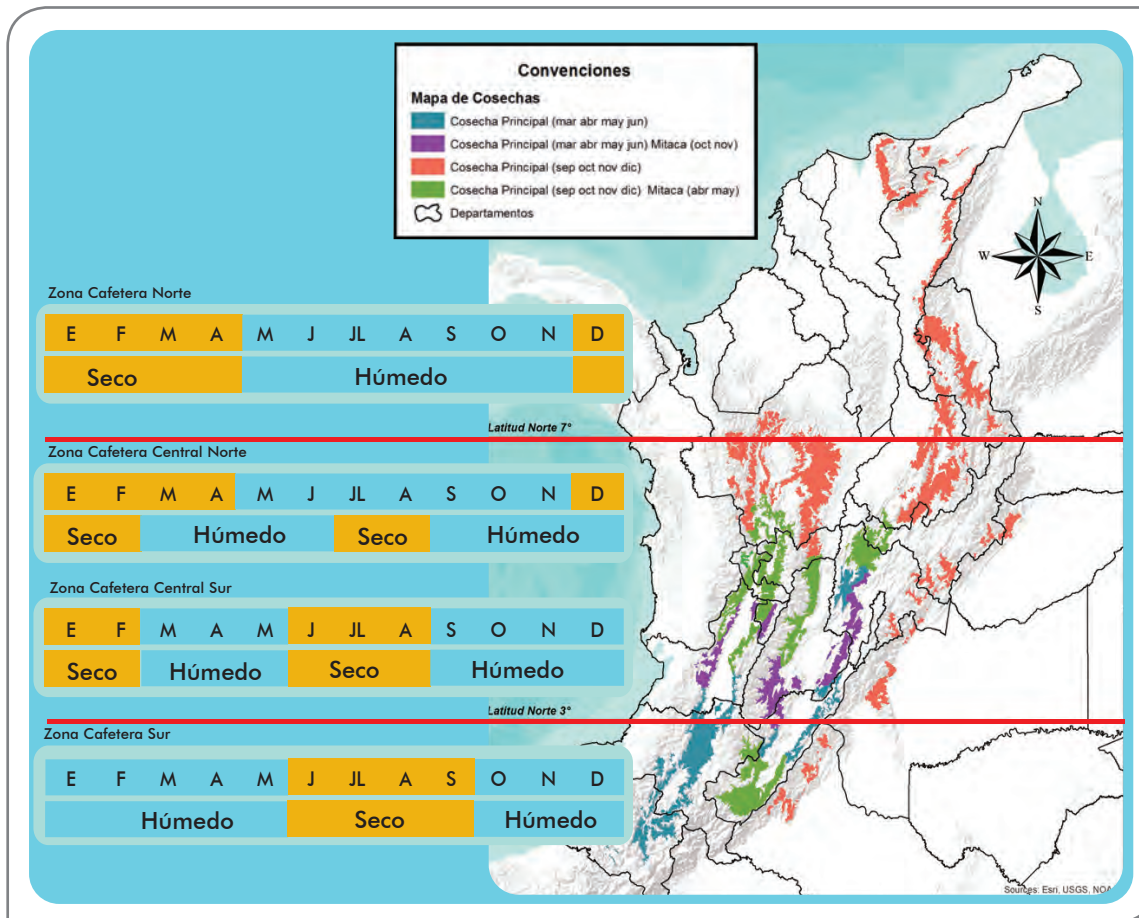 Convenciones
Mapa de Cosechas
Cosecha Principal (mar abr may jun)
Cosecha Principal (mar abr may jun) Mitaca (oct nov)
Cosecha Principal (sep oct nov dic)
Cosecha Principal (sep oct nov dic) Mitaca (abr may)
Departamentos
N
W E
S
Zona Cafetera Norte
E F M A M J JL A S O N D
Seco Húmedo
Latitud Norte 7°
Zona Cafetera Central Norte
E F M A M J JL A S O N D
Seco Húmedo Seco Húmedo
Zona Cafetera Central Sur
E F M A M J JL A S O N D
Seco Húmedo Seco Húmedo
Latitud Norte 3°
Zona Cafetera Sur
E F M A M J JL A S O N D
Húmedo Seco Húmedo
Sources: Esri, USGS, NOA